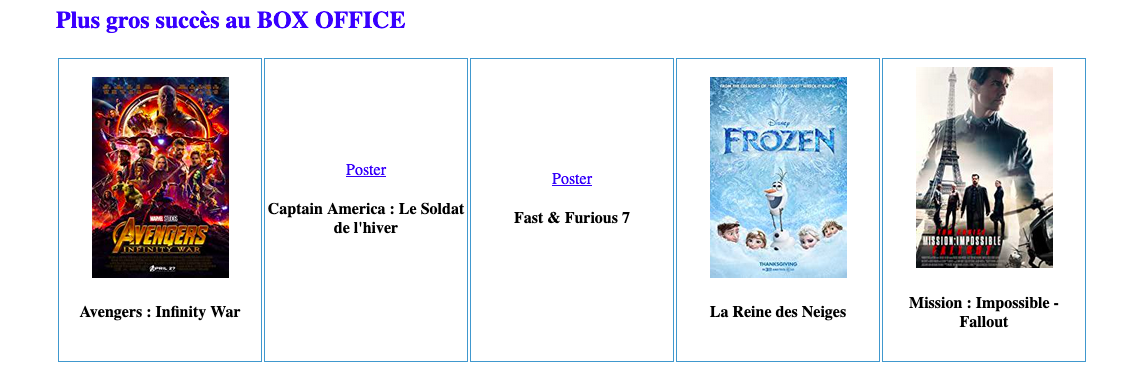 Plus gros succès au BOX OFFICE
MARVEL STUDIOS
AVENGERS
INFINITY WAR
APRIL 27
Avengers : Infinity War
Poster
Captain America : Le Soldat
de l'hiver
Poster
Fast & Furious 7
Disney
FROZEN
THANKSGIVING
La Reine des Neiges
MISSION:IMPOSSIBLE
FALLOUT
Mission : Impossible -
Fallout